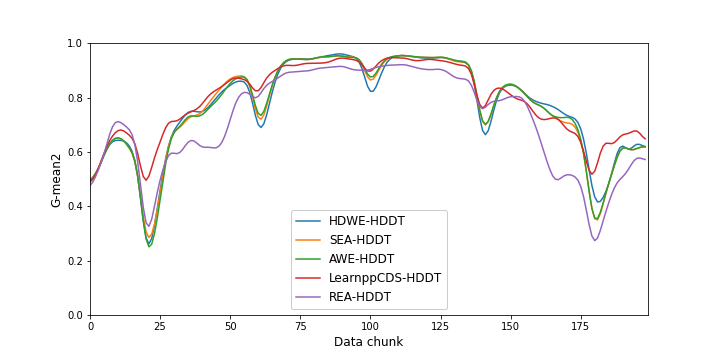 1.0
0.8
0.6
0.4
0.2
0.0
G-mean2
HDWE-HDDT
SEA-HDDT
AWE-HDDT
LearnppCDS-HDDT
REA-HDDT
0 25 50 75 100 125 150 175
Data chunk